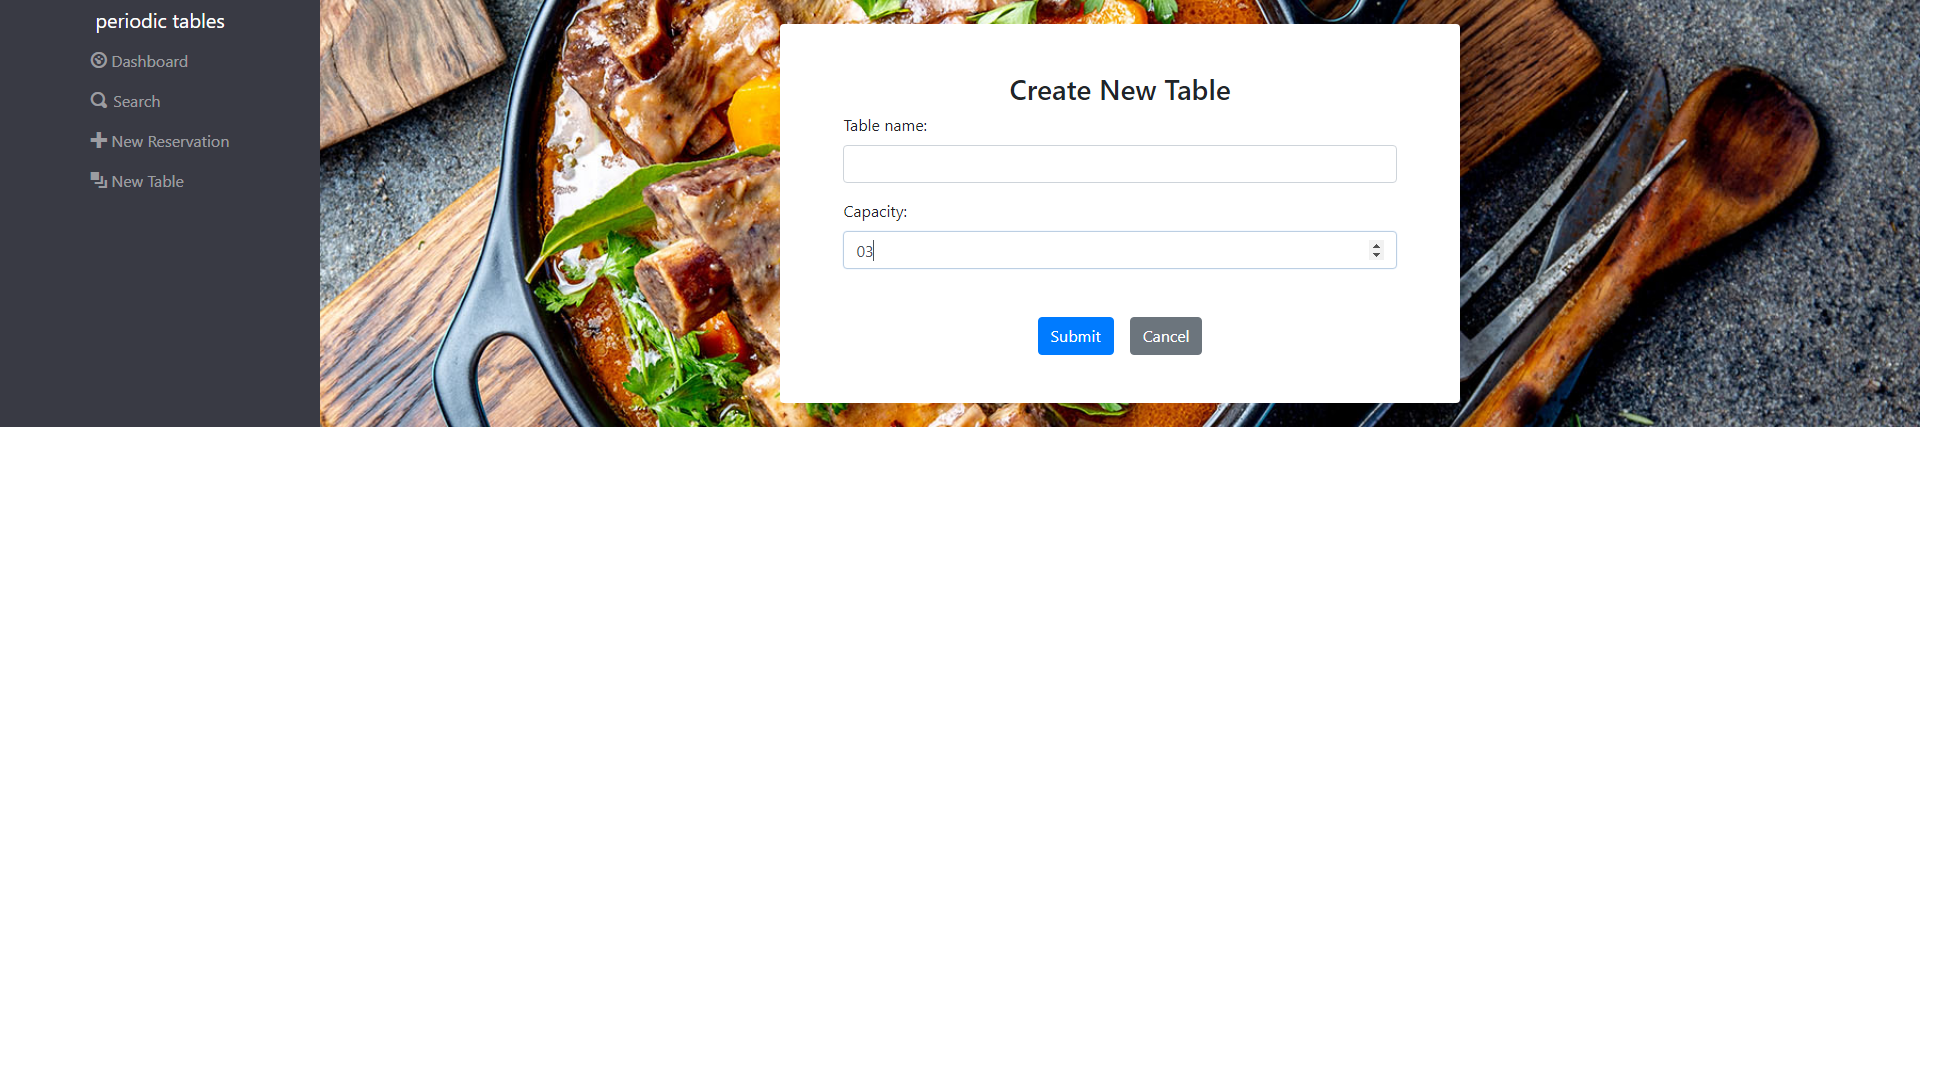 periodic tables
Dashboard
Search
New Reservation
New Table
Create New Table
Table name:
Capacity:
03
Submit
Cancel